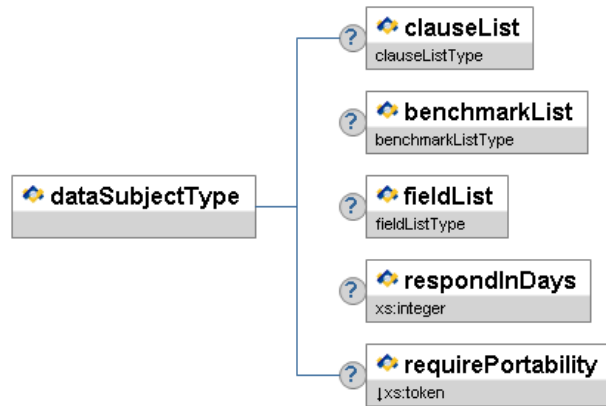 ? clauseList
clauseListType
? benchmarkList
benchmarkListType
dataSubjectType
? fieldList
fieldListType
? respondInDays
xs:integer
? requirePortability
↓xs:token